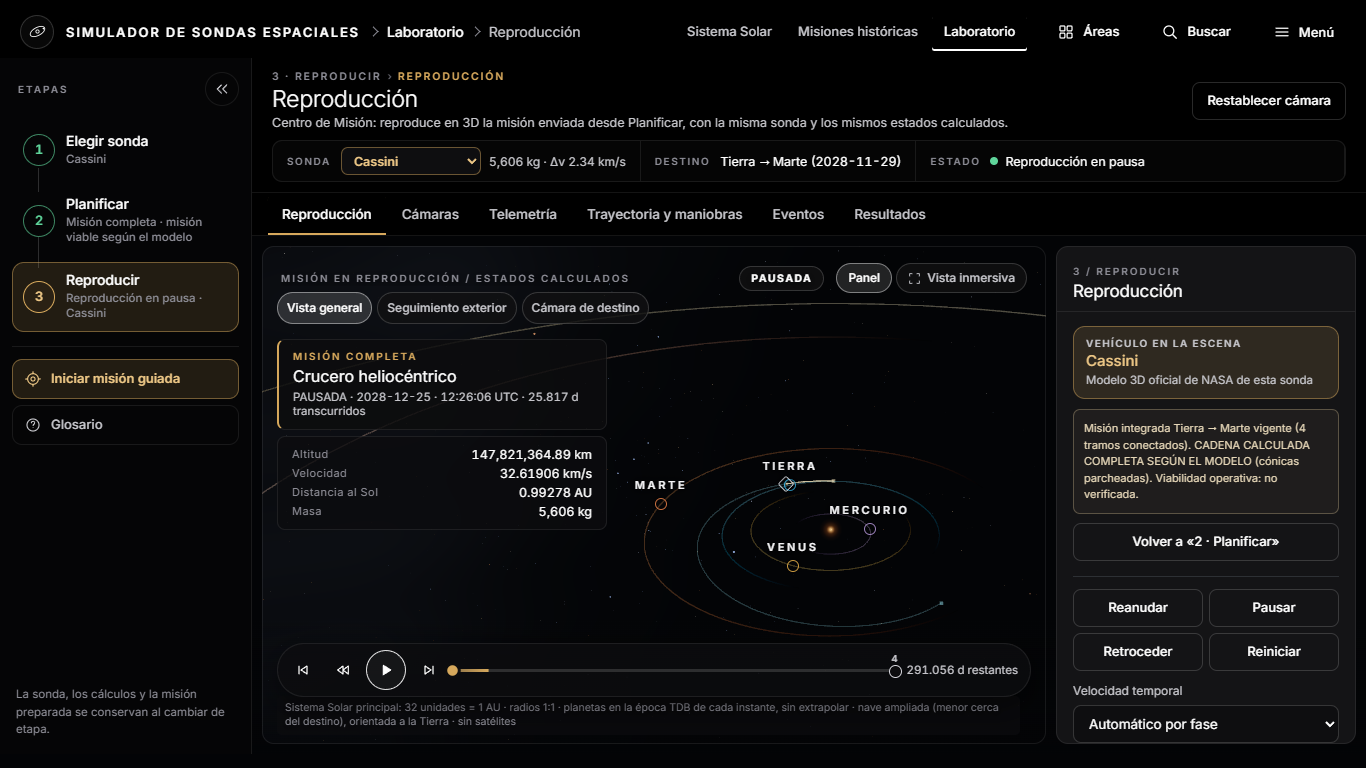 SIMULADOR DE SONDAS ESPACIALES
Laboratorio
Reproducción
Sistema Solar
Misiones históricas
Laboratorio
Áreas
Buscar
Menú
ETAPAS
1
Elegir sonda
Cassini
2
Planificar
Misión completa · misión
viable según el modelo
3
Reproducir
Reproducción en pausa ·
Cassini
Iniciar misión guiada
Glosario
La sonda, los cálculos y la misión
preparada se conservan al cambiar de
etapa.
3 · REPRODUCIR › REPRODUCCIÓN
Reproducción
Centro de Misión: reproduce en 3D la misión enviada desde Planificar, con la misma sonda y los mismos estados calculados.
Restablecer cámara
SONDA
Cassini
5,606 kg · Δv 2.34 km/s
DESTINO
Tierra → Marte (2028-11-29)
ESTADO
Reproducción en pausa
Reproducción
Cámaras
Telemetría
Trayectoria y maniobras
Eventos
Resultados
MISIÓN EN REPRODUCCIÓN / ESTADOS CALCULADOS
PAUSADA
Panel
Vista inmersiva
Vista general
Seguimiento exterior
Cámara de destino
MISIÓN COMPLETA
Crucero heliocéntrico
PAUSADA · 2028-12-25 · 12:26:06 UTC · 25.817 d
transcurridos
Altitud 147,821,364.89 km
Velocidad 32.61906 km/s
Distancia al Sol 0.99278 AU
Masa 5,606 kg
TIERRA
MARTE
MERCURIO
VENUS
4
291.056 d restantes
Sistema Solar principal: 32 unidades = 1 AU · radios 1:1 · planetas en la época TDB de cada instante, sin extrapolar · nave ampliada (menor cerca
del destino), orientada a la Tierra · sin satélites
3 / REPRODUCIR
Reproducción
VEHÍCULO EN LA ESCENA
Cassini
Modelo 3D oficial de NASA de esta sonda
Misión integrada Tierra → Marte vigente (4
tramos conectados). CADENA CALCULADA
COMPLETA SEGÚN EL MODELO (cónicas
parcheadas). Viabilidad operativa: no
verificada.
Volver a «2 · Planificar»
Reanudar
Pausar
Retroceder
Reiniciar
Velocidad temporal
Automático por fase